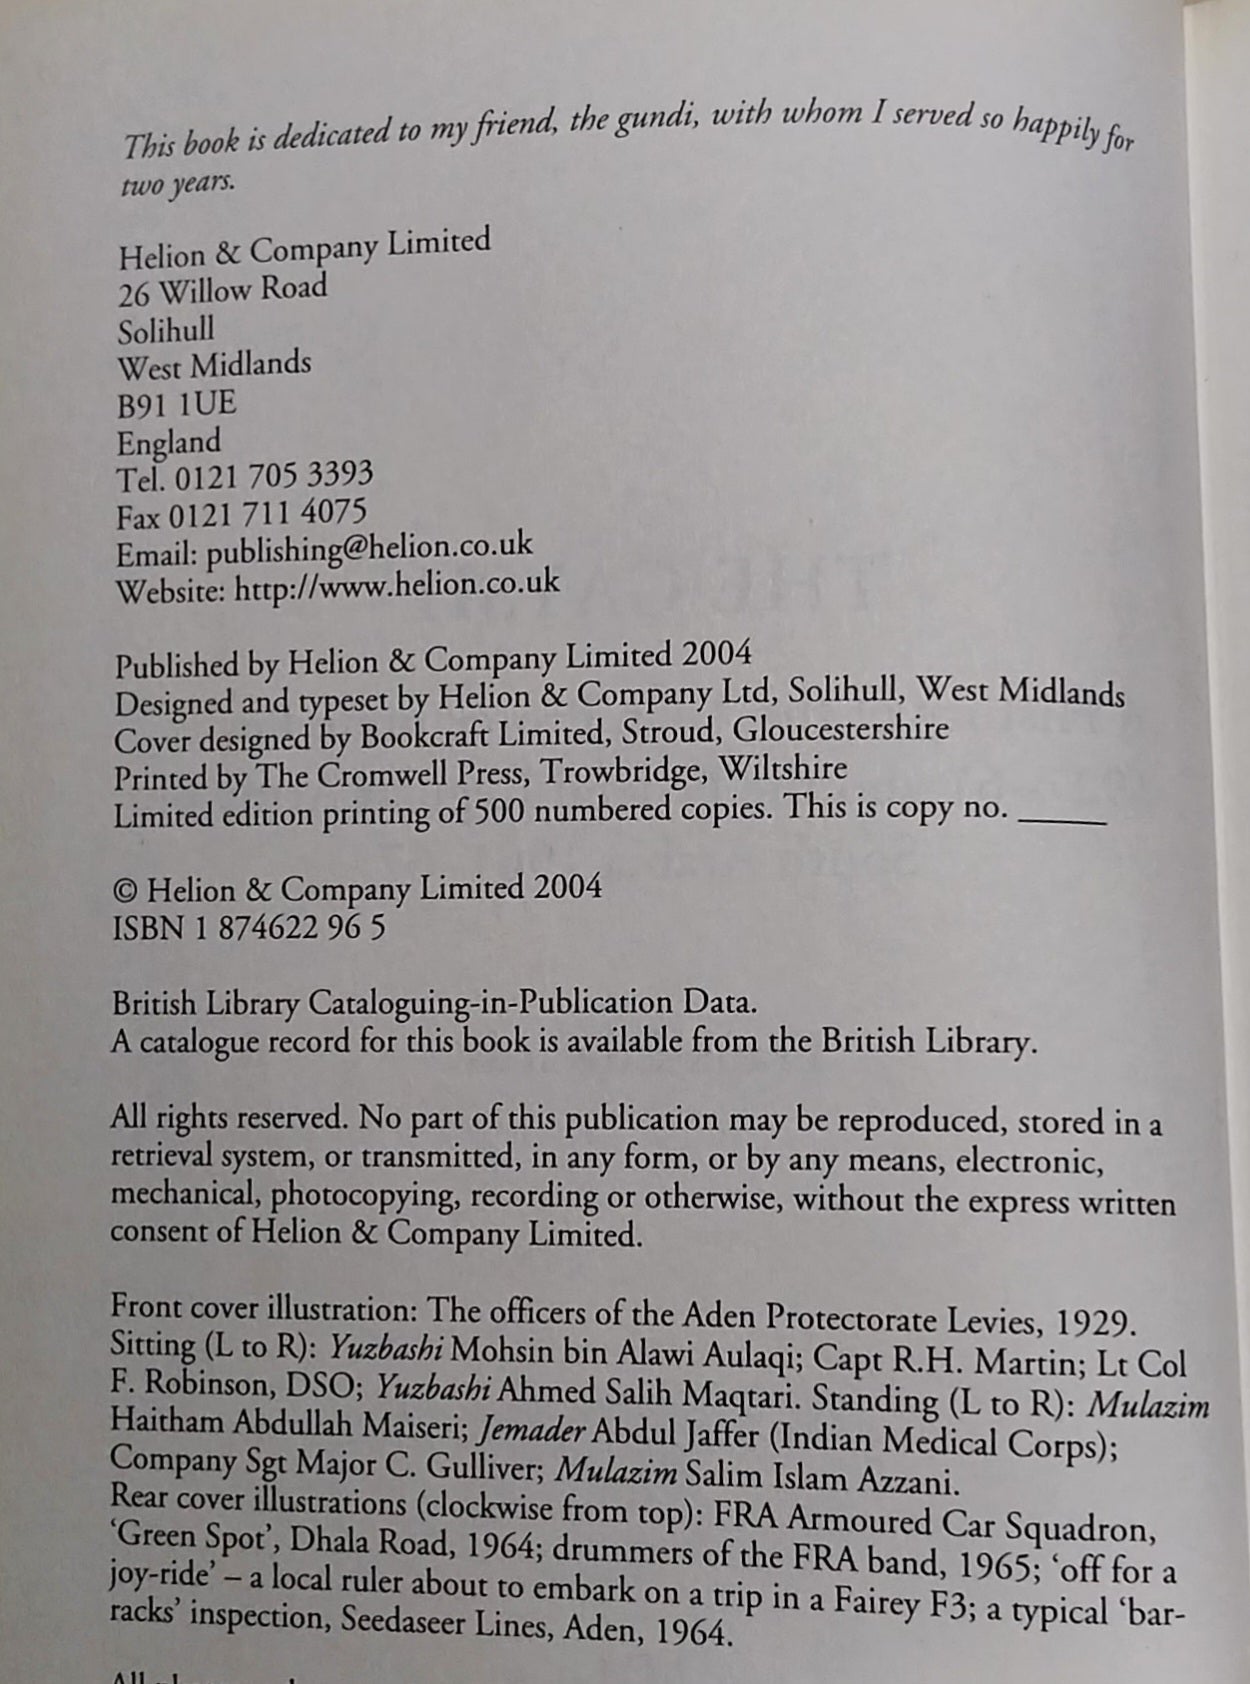 This book is dedicated to my friend, the gundi, with whom I served so happily for
two years.
Helion & Company Limited
26 Willow Road
Solihull
West Midlands
B91 1UE
England
Tel. 0121 705 3393
Fax 0121 711 4075
Email: publishing@helion.co.uk
Website: http://www.helion.co.uk
Published by Helion & Company Limited 2004
Designed and typeset by Helion & Company Ltd, Solihull, West Midlands
Cover designed by Bookcraft Limited, Stroud, Gloucestershire
Printed by The Cromwell Press, Trowbridge, Wiltshire
Limited edition printing of 500 numbered copies. This is copy no. _____
© Helion & Company Limited 2004
ISBN 1 874622 96 5
British Library Cataloguing-in-Publication Data.
A catalogue record for this book is available from the British Library.
All rights reserved. No part of this publication may be reproduced, stored in a
retrieval system, or transmitted, in any form, or by any means, electronic,
mechanical, photocopying, recording or otherwise, without the express written
consent of Helion & Company Limited.
Front cover illustration: The officers of the Aden Protectorate Levies, 1929.
Sitting (L to R): Yuzbashi Mohsin bin Alawi Aulaqi; Capt R.H. Martin; Lt Col
F. Robinson, DSO; Yuzbashi Ahmed Salih Maqtari. Standing (L to R): Mulazim
Haitham Abdullah Maiseri; Jemader Abdul Jaffer (Indian Medical Corps);
Company Sgt Major C. Gulliver; Mulazim Salim Islam Azzani.
Rear cover illustrations (clockwise from top): FRA Armoured Car Squadron,
‘Green Spot’, Dhala Road, 1964; drummers of the FRA band, 1965; ‘off for a
joy-ride’ – a local ruler about to embark on a trip in a Fairey F3; a typical ‘bar-
racks’ inspection, Seedaseer Lines, Aden, 1964.
All